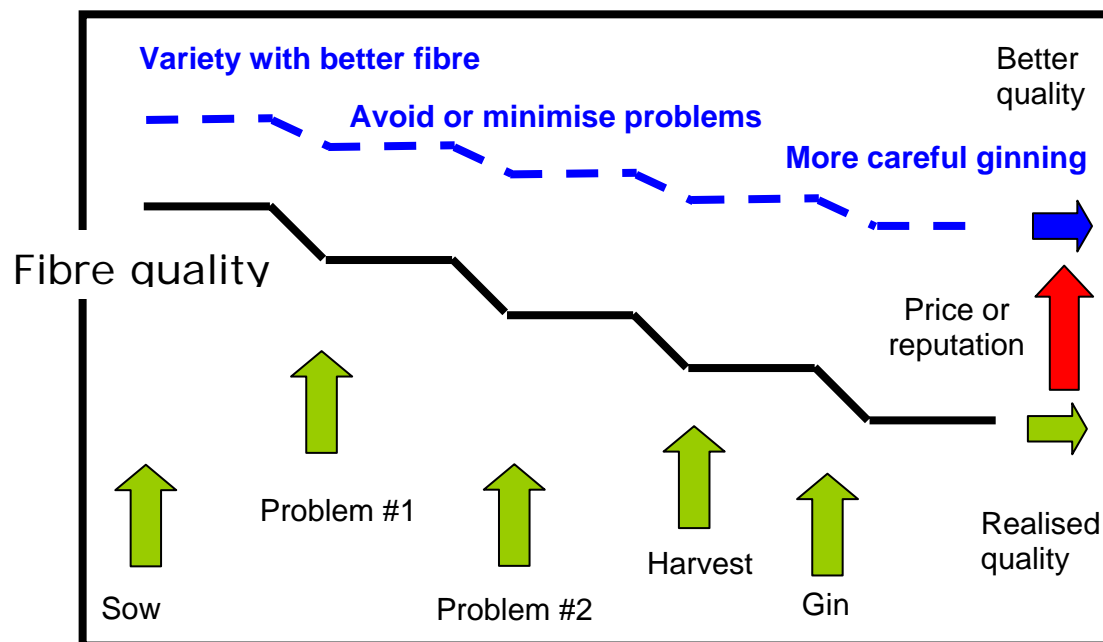 Variety with better fibre
Better
quality
Avoid or minimise problems
More careful ginning
Fibre quality
Price or
reputation
Problem #1
Realised
quality
Harvest
Sow
Problem #2
Gin